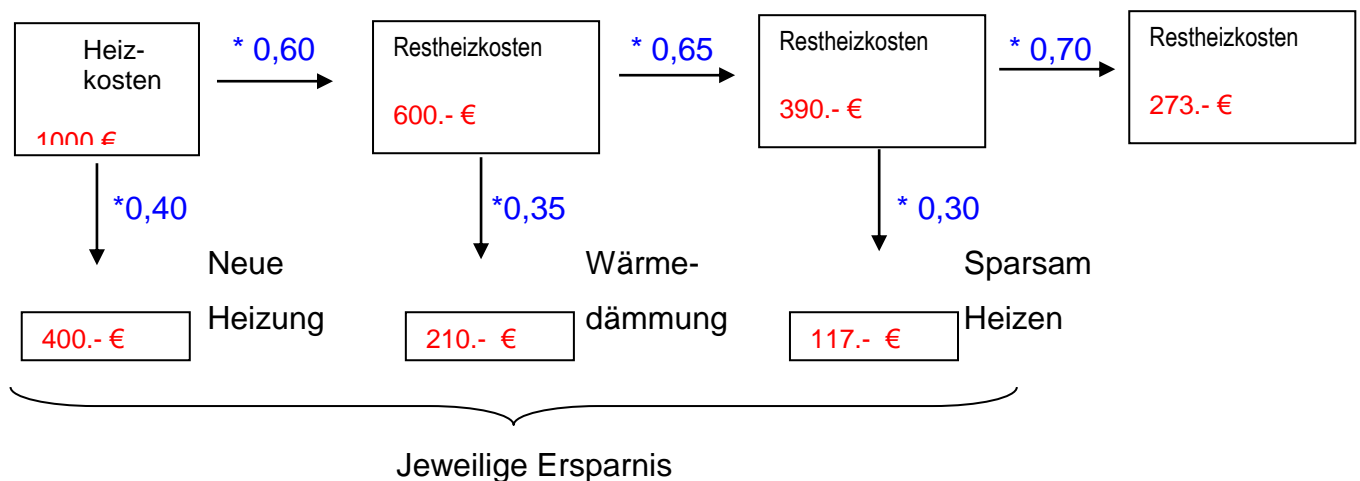 Heiz-
kosten
1000 €
* 0,60
Restheizkosten
600.- €
* 0,65
Restheizkosten
390.- €
* 0,70
Restheizkosten
273.- €
*0,40
*0,35
* 0,30
Neue
Heizung
Wärme-
dämmung
Sparsam
Heizen
400.- €
210.- €
117.- €
Jeweilige Ersparnis